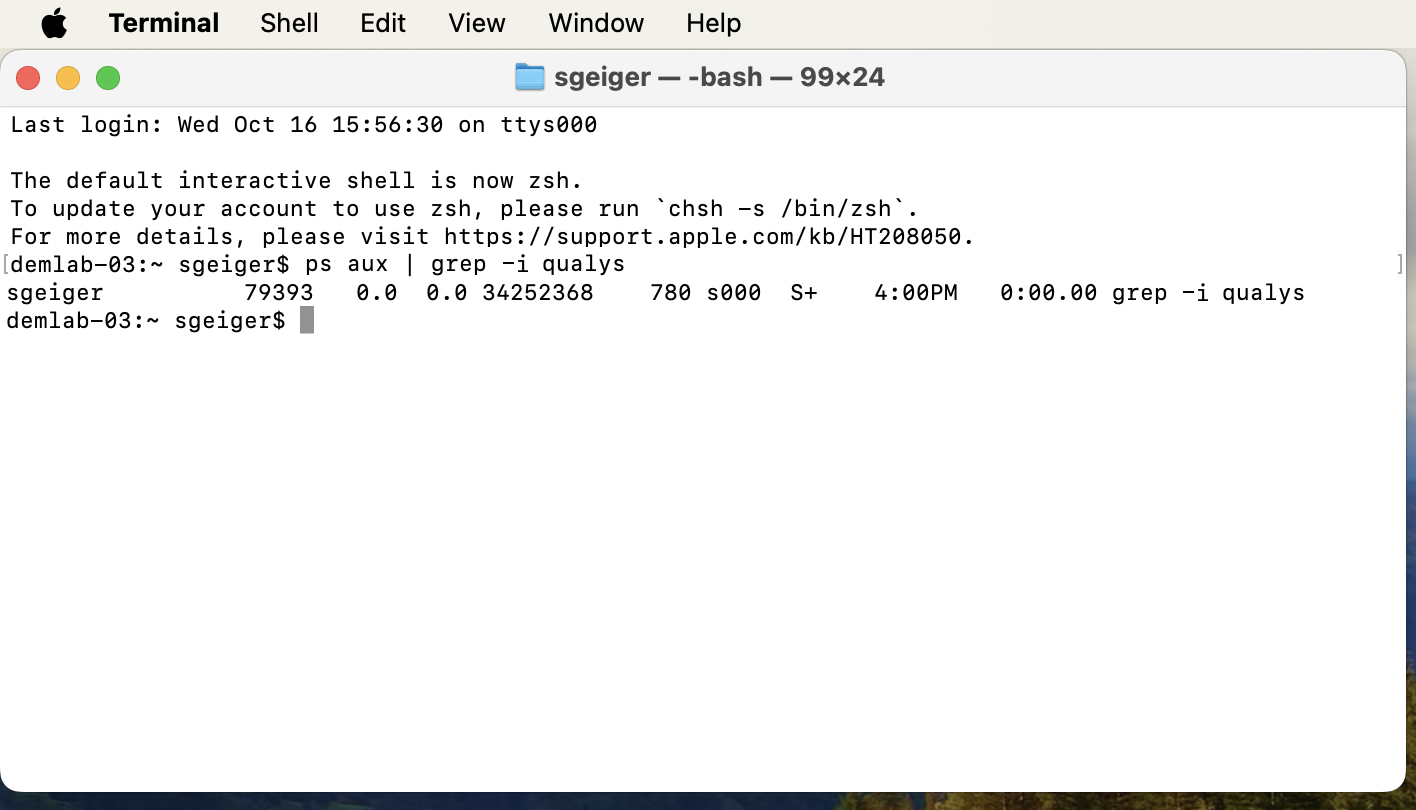 Terminal Shell Edit View Window Help
sgeiger — -bash — 99×24
Last login: Wed Oct 16 15:56:30 on ttys000
The default interactive shell is now zsh.
To update your account to use zsh, please run `chsh -s /bin/zsh`.
For more details, please visit https://support.apple.com/kb/HT208050.
[demlab-03:~ sgeiger$ ps aux | grep -i qualys ]
sgeiger 79393 0.0 0.0 34252368 780 s000 S+ 4:00PM 0:00.00 grep -i qualys
demlab-03:~ sgeiger$